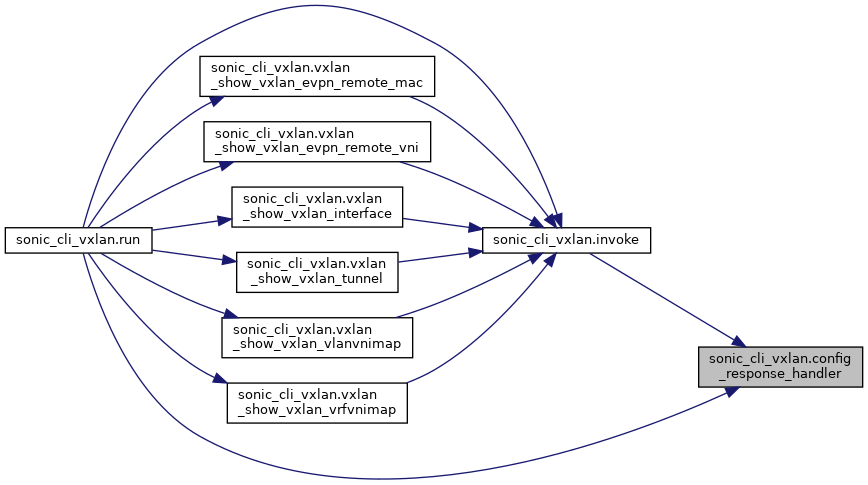 sonic_cli_vxlan.vxlan
_show_vxlan_evpn_remote_mac
sonic_cli_vxlan.vxlan
_show_vxlan_evpn_remote_vni
sonic_cli_vxlan.vxlan
_show_vxlan_interface
sonic_cli_vxlan.run
sonic_cli_vxlan.invoke
sonic_cli_vxlan.vxlan
_show_vxlan_tunnel
sonic_cli_vxlan.vxlan
_show_vxlan_vlanvnimap
sonic_cli_vxlan.config
_response_handler
sonic_cli_vxlan.vxlan
_show_vxlan_vrfvnimap